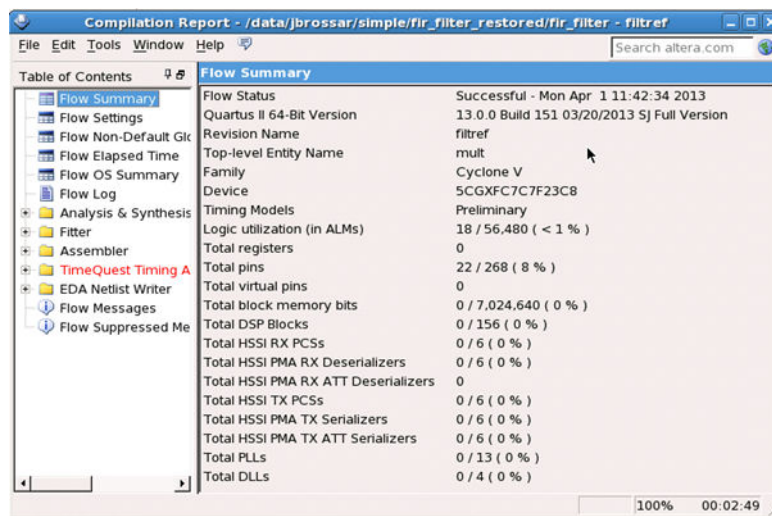 Compilation Report - /data/jbrossar/simple/fir_filter_restored/fir_filter - filtref
File Edit Tools Window Help
Search altera.com
Table of Contents
Flow Summary
Flow Settings
Flow Non-Default Glo
Flow Elapsed Time
Flow OS Summary
Flow Log
Analysis & Synthesis
Fitter
Assembler
TimeQuest Timing A
EDA Netlist Writer
Flow Messages
Flow Suppressed Me
Flow Summary
Flow Status Successful - Mon Apr 1 11:42:34 2013
Quartus II 64-Bit Version 13.0.0 Build 151 03/20/2013 SJ Full Version
Revision Name filtref
Top-level Entity Name mult
Family Cyclone V
Device 5CGXFC7C7F23C8
Timing Models Preliminary
Logic utilization (in ALMs) 18 / 56,480 ( < 1 % )
Total registers 0
Total pins 22 / 268 ( 8 % )
Total virtual pins 0
Total block memory bits 0 / 7,024,640 ( 0 % )
Total DSP Blocks 0 / 156 ( 0 % )
Total HSSI RX PCSs 0 / 6 ( 0 % )
Total HSSI PMA RX Deserializers 0 / 6 ( 0 % )
Total HSSI PMA RX ATT Deserializers 0
Total HSSI TX PCSs 0 / 6 ( 0 % )
Total HSSI PMA TX Serializers 0 / 6 ( 0 % )
Total HSSI PMA TX ATT Serializers 0 / 6 ( 0 % )
Total PLLs 0 / 13 ( 0 % )
Total DLLs 0 / 4 ( 0 % )
100% 00:02:49